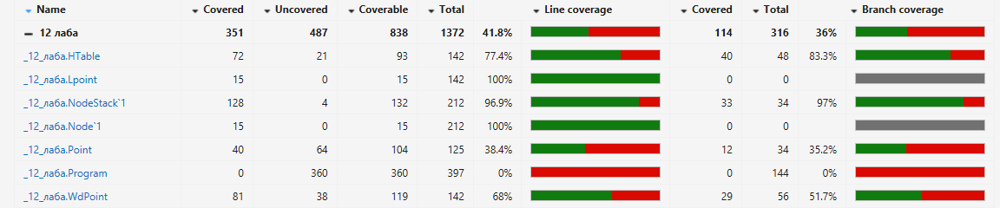 Name Covered Uncovered Coverable Total Line coverage Covered Total Branch coverage
12 лаба 351 487 838 1372 41.8% 114 316 36%
_12_лаба.HTable 72 21 93 142 77.4% 40 48 83.3%
_12_лаба.Lpoint 15 0 15 142 100% 0 0
_12_лаба.NodeStack`1 128 4 132 212 96.9% 33 34 97%
_12_лаба.Node`1 15 0 15 212 100% 0 0
_12_лаба.Point 40 64 104 125 38.4% 12 34 35.2%
_12_лаба.Program 0 360 360 397 0% 0 144 0%
_12_лаба.WdPoint 81 38 119 142 68% 29 56 51.7%